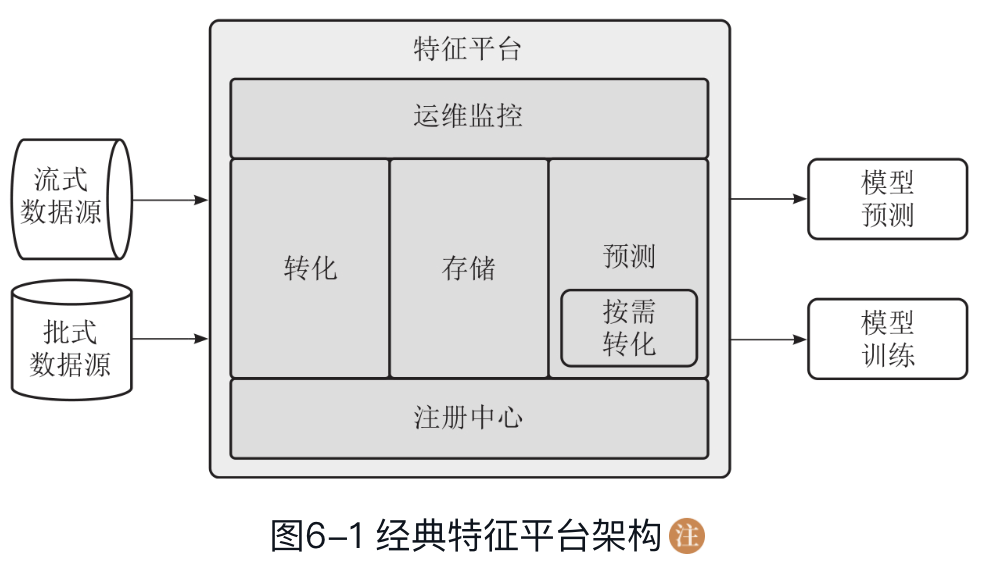 特征平台
运维监控
流式
数据源
批式
数据源
转化
存储
预测
按需
转化
注册中心
模型
预测
模型
训练
图6-1 经典特征平台架构 注